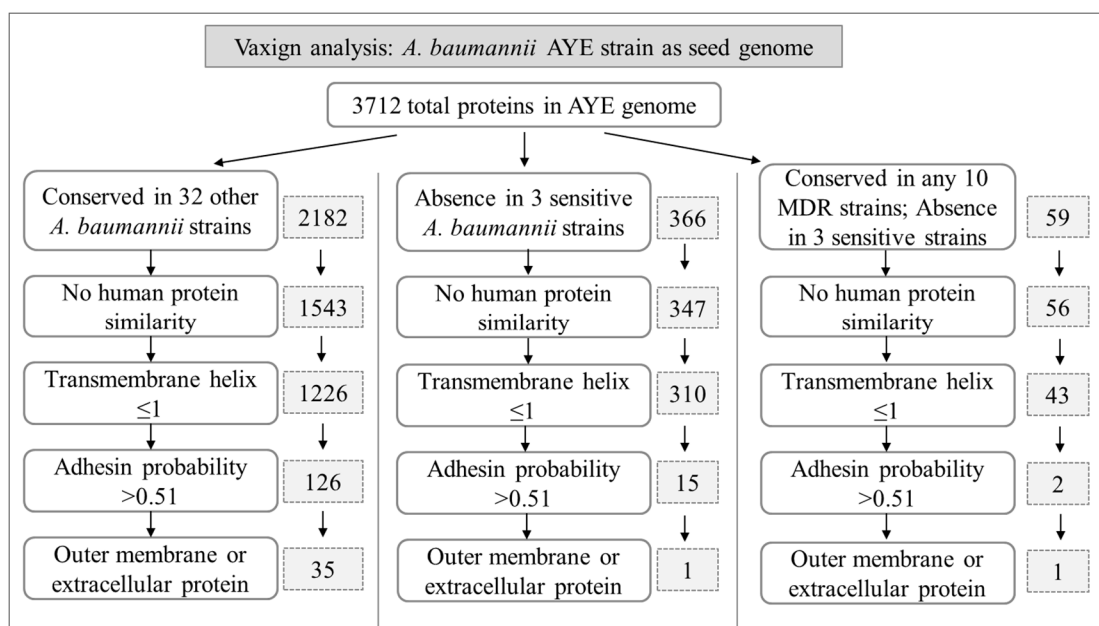 Vaxign analysis: A. baumannii AYE strain as seed genome
3712 total proteins in AYE genome
Conserved in 32 other
A. baumannii strains
2182
No human protein
similarity
1543
Transmembrane helix
≤1
1226
Adhesin probability
>0.51
126
Outer membrane or
extracellular protein
35
Absence in 3 sensitive
A. baumannii strains
366
No human protein
similarity
347
Transmembrane helix
≤1
310
Adhesin probability
>0.51
15
Outer membrane or
extracellular protein
1
Conserved in any 10
MDR strains; Absence
in 3 sensitive strains
59
No human protein
similarity
56
Transmembrane helix
≤1
43
Adhesin probability
>0.51
2
Outer membrane or
extracellular protein
1